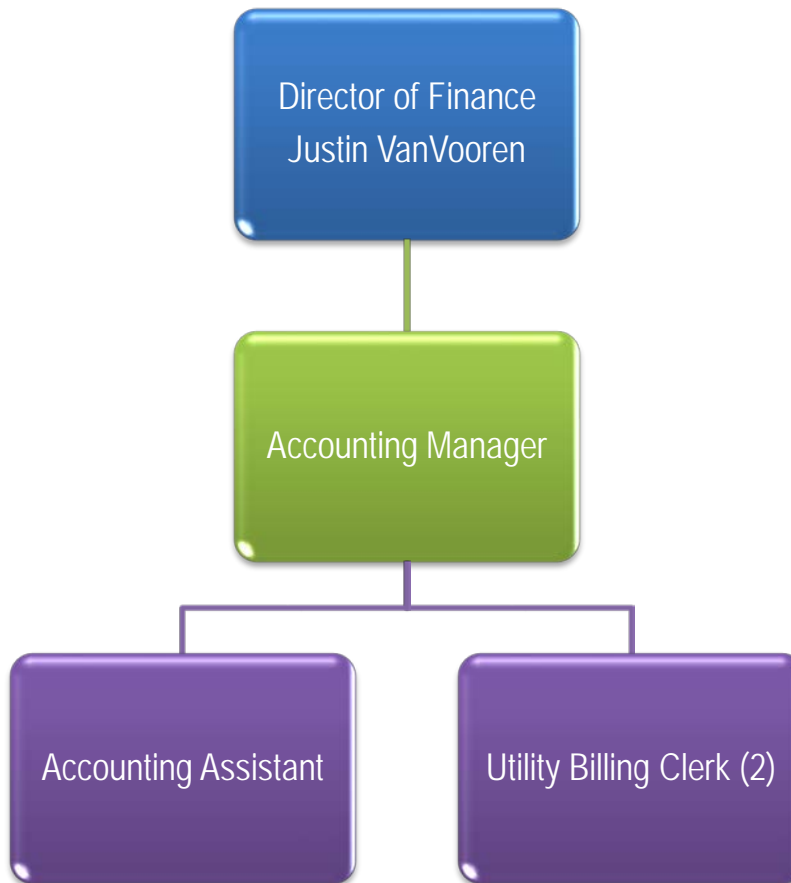 Director of Finance
Justin VanVooren
Accounting Manager
Accounting Assistant
Utility Billing Clerk (2)